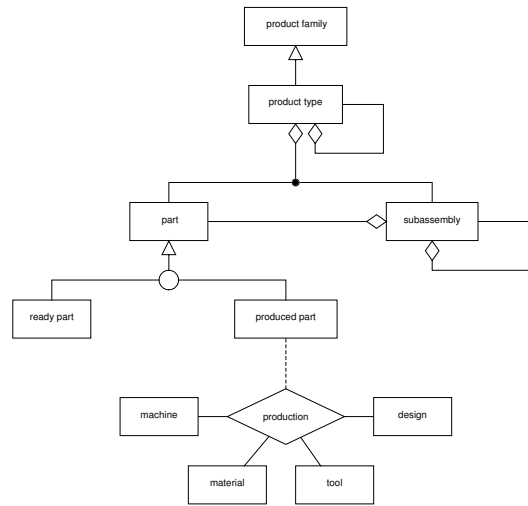 product family
product type
part
subassembly
ready part
produced part
machine
production
design
material
tool